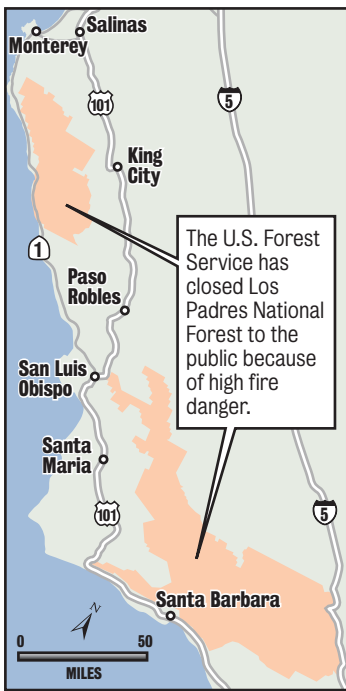 Salinas
Monterey
101
5
King
City
1
The U.S. Forest
Service has
closed Los
Padres National
Forest to the
public because
of high fire
danger.
Paso
Robles
San Luis
Obispo
Santa
Maria
101
5
Santa Barbara
N
0 50
MILES